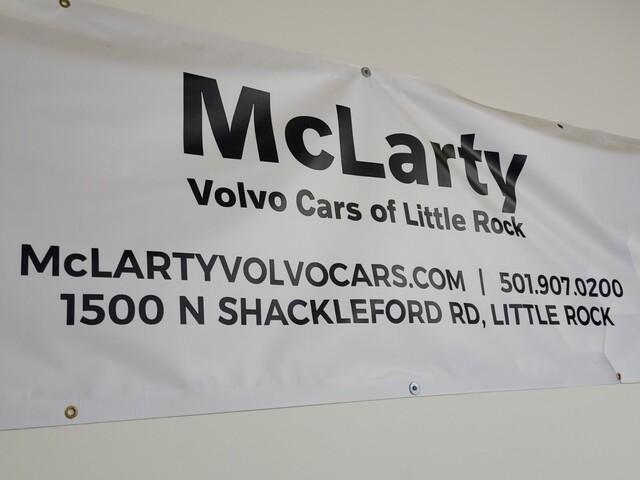 McLarty
Volvo Cars of Little Rock
McLARTYVOLVOCARS.COM | 501.907.0200
1500 N SHACKLEFORD RD, LITTLE ROCK